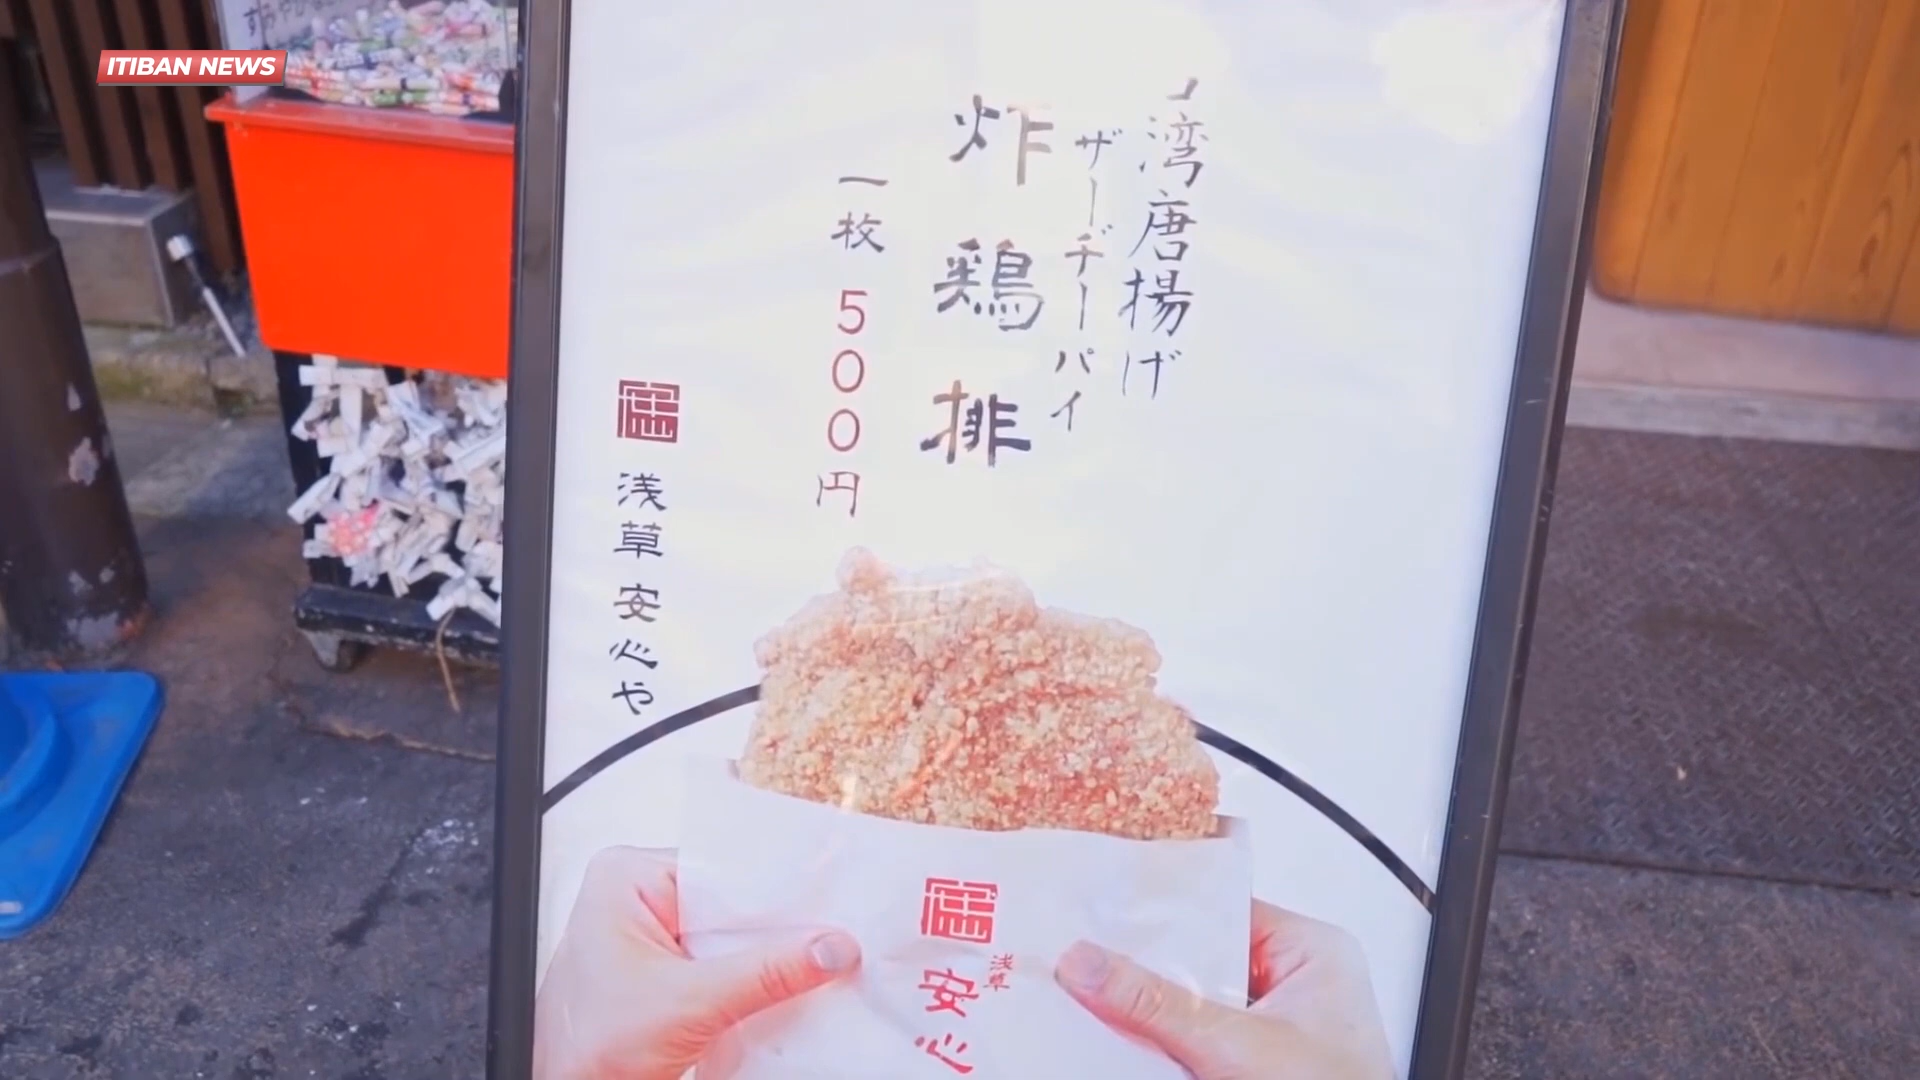 ITIBAN NEWS
湾唐揚げ
ザーヂーパイ
炸鶏排
一枚 500円
浅草 安心や
浅草
安心